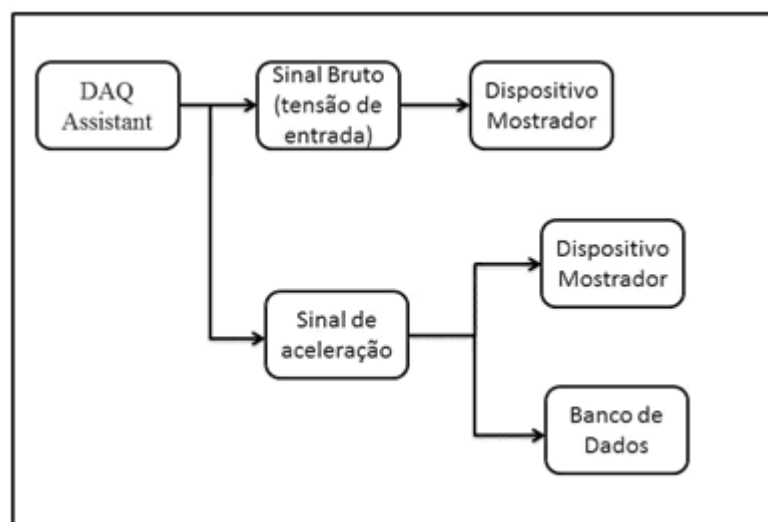 DAQ
Assistant
Sinal Bruto
(tensão de
entrada)
Dispositivo
Mostrador
Sinal de
aceleração
Dispositivo
Mostrador
Banco de
Dados